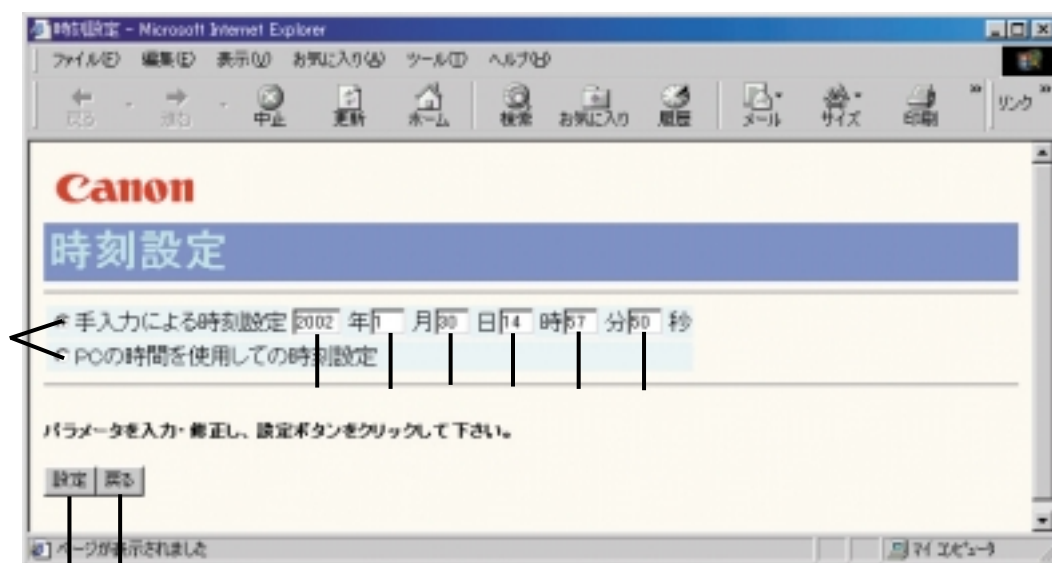 時刻設定 - Microsoft Internet Explorer
ファイル(F) 編集(E) 表示(V) お気に入り(A) ツール(T) ヘルプ(H)
戻る 進む 中止 更新 ホーム 検索 お気に入り 履歴 メール サイズ 印刷 » リンク »
Canon
時刻設定
手入力による時刻設定 2002 年 1 月 30 日 14 時 57 分 50 秒
PCの時間を使用しての時刻設定
パラメータを入力・修正し、設定ボタンをクリックして下さい。
設定 戻る
ページが表示されました マイ コンピュータ